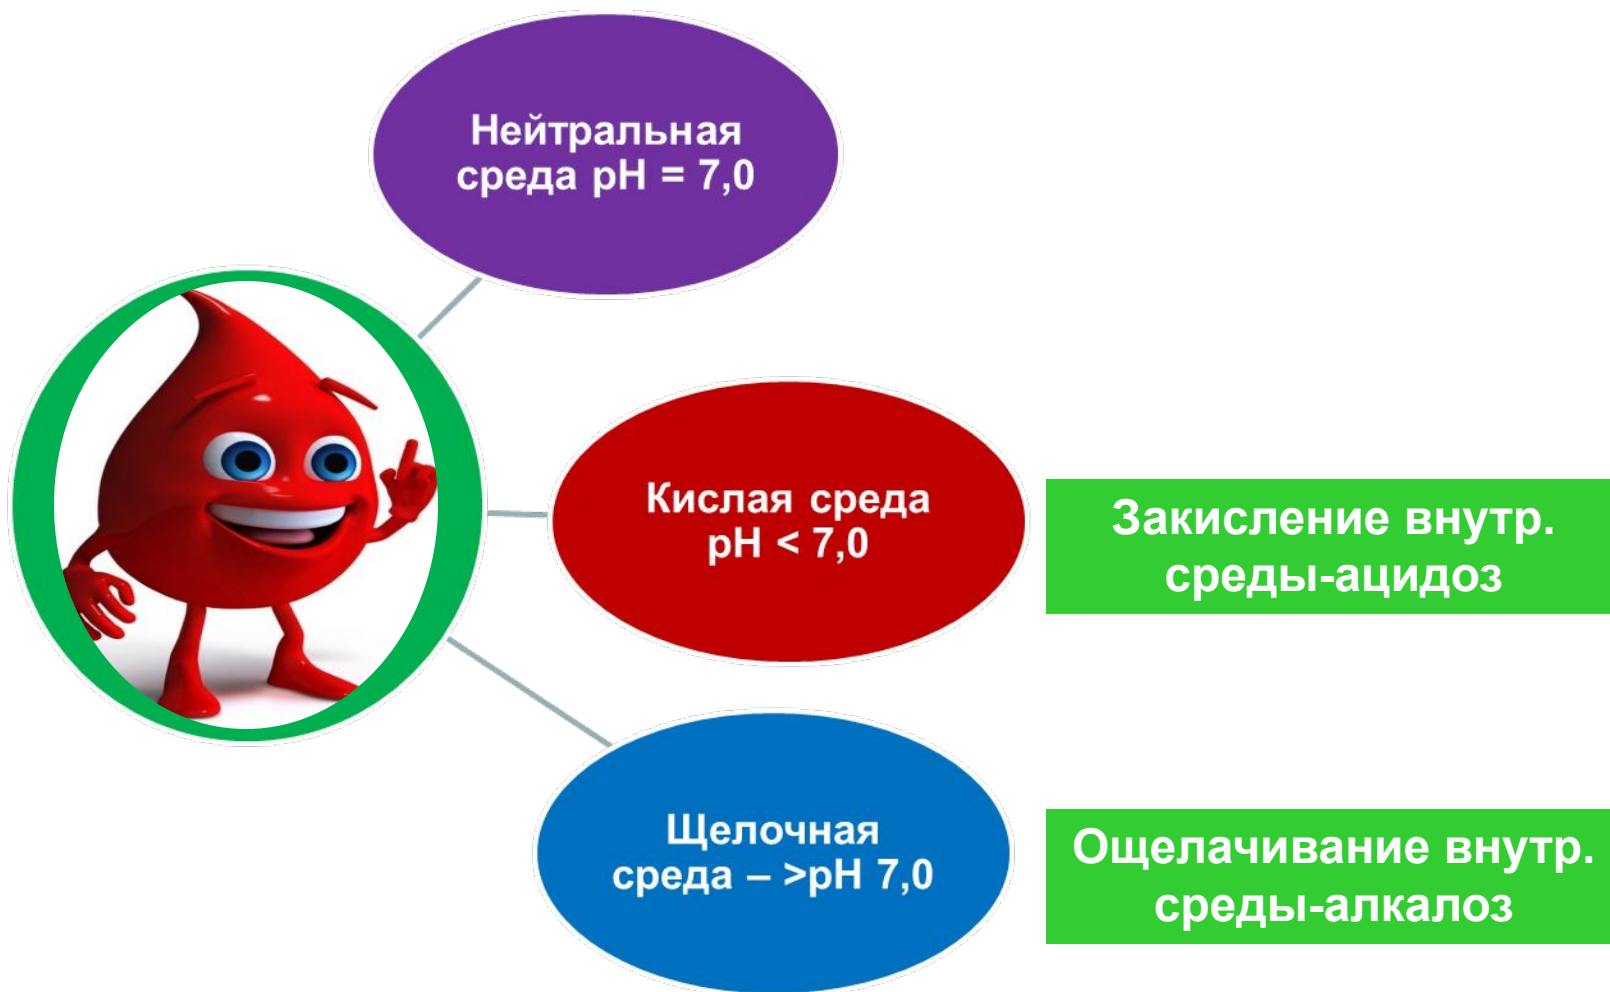 Нейтральная
среда pH = 7,0
Кислая среда
pH < 7,0
Закисление внутр.
среды-ацидоз
Щелочная
среда – >pH 7,0
Ощелачивание внутр.
среды-алкалоз